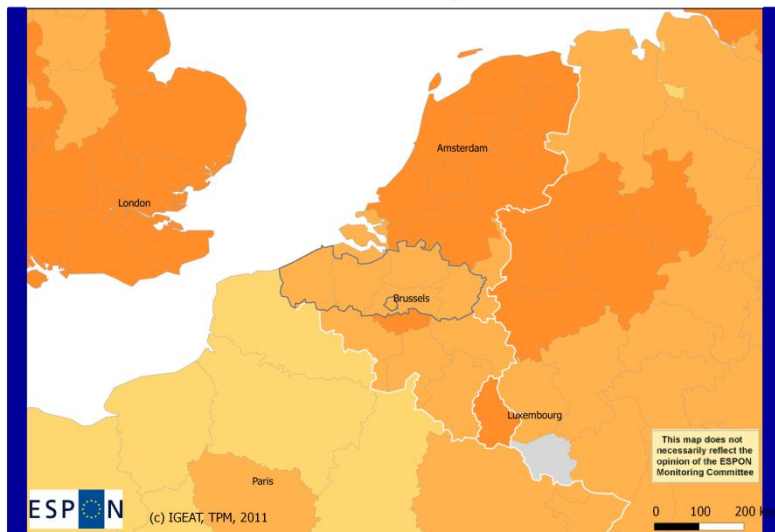 Amsterdam
London
Brussels
Luxembourg
This map does not
necessarily reflect the
opinion of the ESPON
Monitoring Committee
Paris
ESPON
(c) IGEAT, TPM, 2011
0 100 200 k